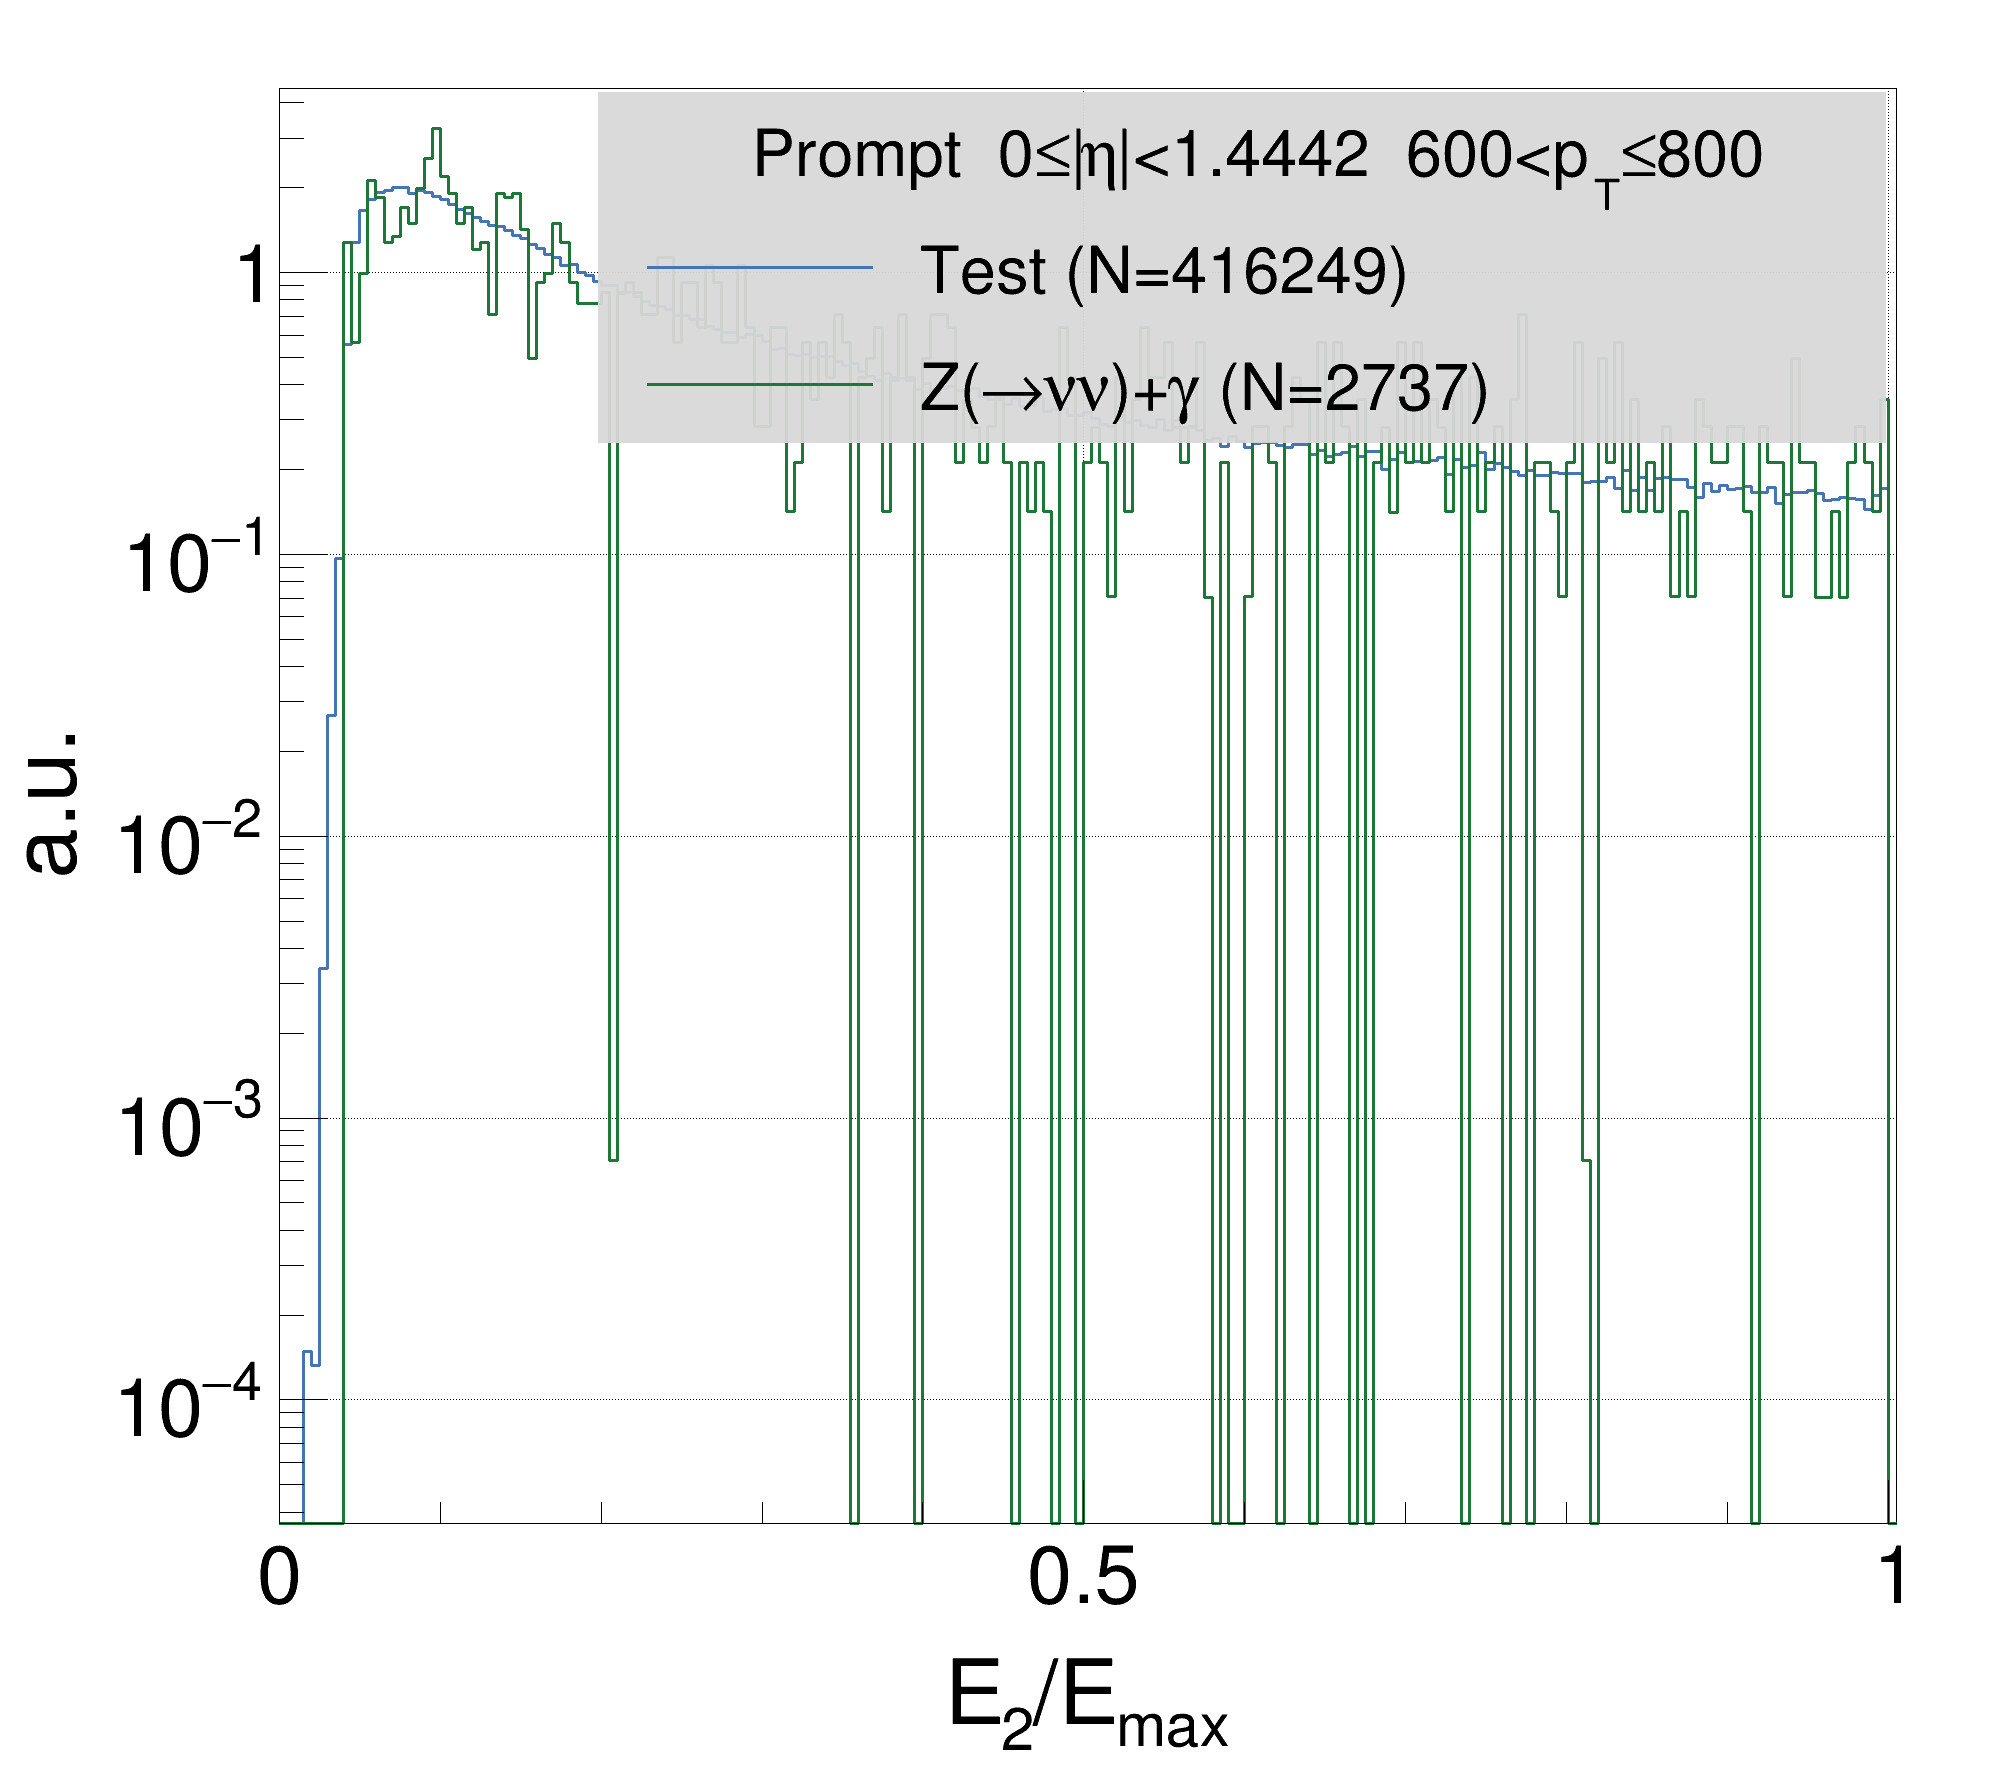 Prompt 0≤|η|<1.4442 600<p_T≤800
Test (N=416249)
Z(→νν)+γ (N=2737)
1
10⁻¹
10⁻²
10⁻³
10⁻⁴
a.u.
0 0.5 1
E₂/E_max